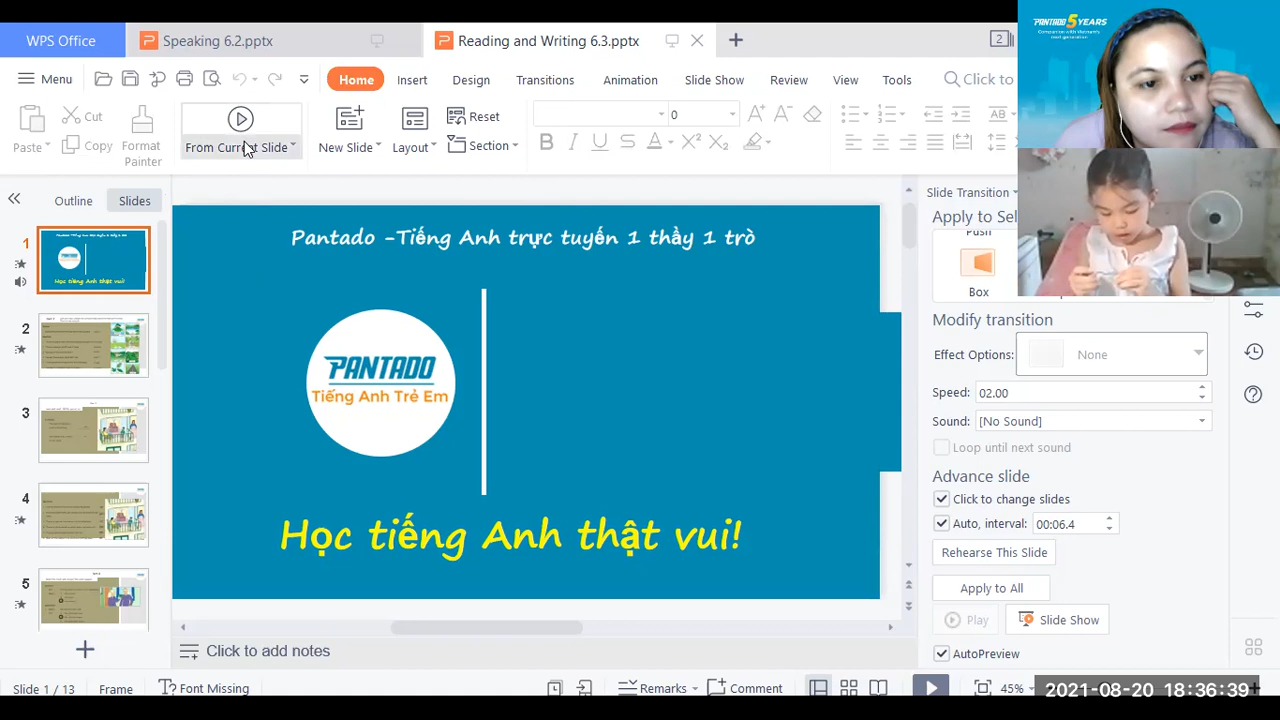 WPS Office
Speaking 6.2.pptx
Reading and Writing 6.3.pptx
2
PANTADO 5 YEARS
Menu
Home
Insert
Design
Transitions
Animation
Slide Show
Review
View
Tools
Click to
Paste
Cut
Copy
Format
Painter
Slide
New Slide
Layout
Reset
Section
0
Outline
Slides
1
2
3
4
5
Pantado -Tiếng Anh trực tuyến 1 thầy 1 trò
PANTADO
Tiếng Anh Trẻ Em
Học tiếng Anh thật vui!
Slide Transition
Apply to Sel
Push
Box
Modify transition
Effect Options:
None
Speed:
02.00
Sound:
[No Sound]
Loop until next sound
Advance slide
Click to change slides
Auto, interval:
00:06.4
Rehearse This Slide
Apply to All
Play
Slide Show
AutoPreview
Click to add notes
Slide 1 / 13
Frame
Font Missing
Remarks
Comment
45%
2021-08-20 18:36:39